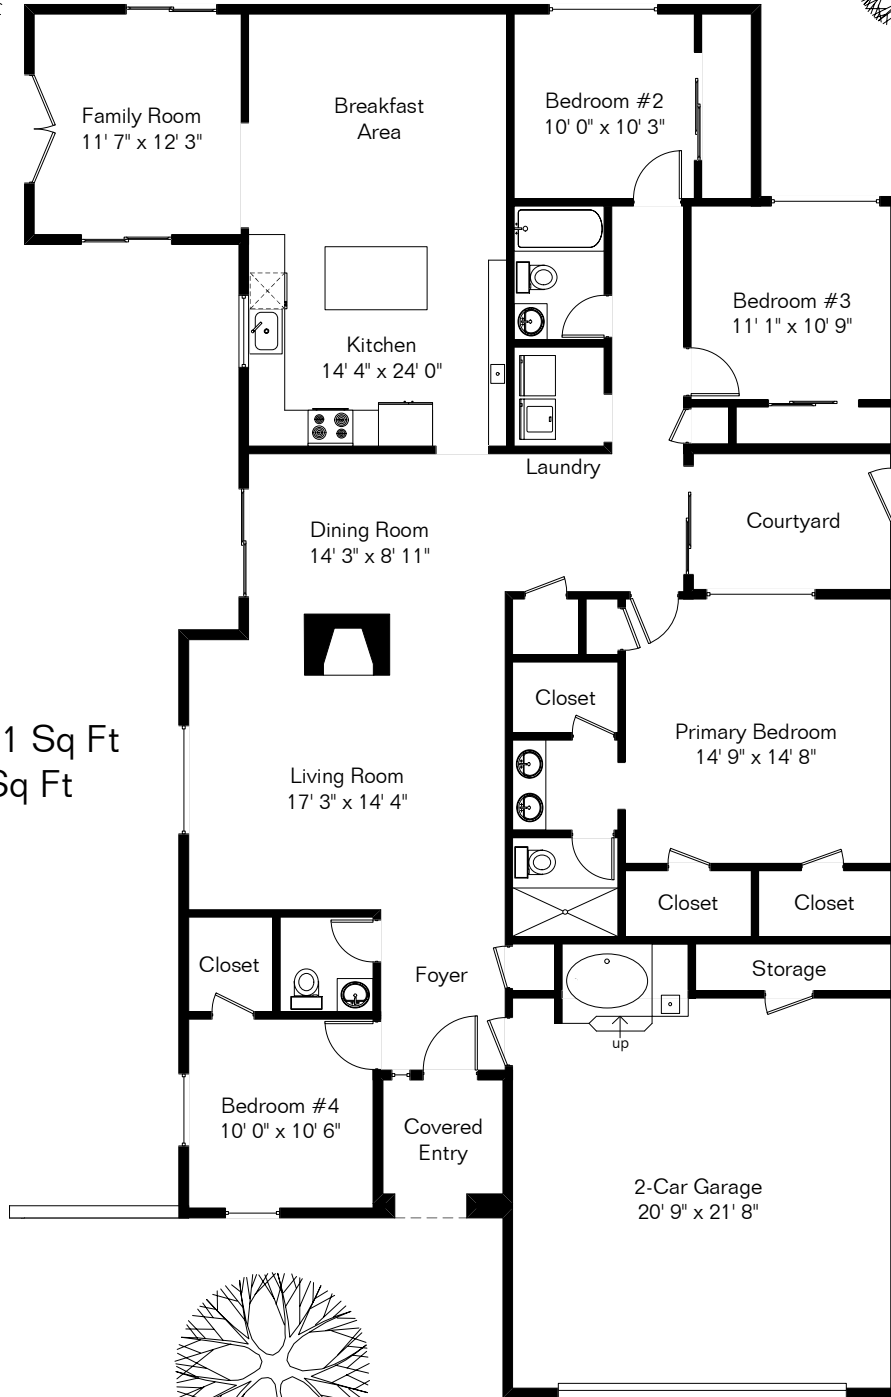 Family Room
11' 7" x 12' 3"
Breakfast
Area
Bedroom #2
10' 0" x 10' 3"
Bedroom #3
11' 1" x 10' 9"
Kitchen
14' 4" x 24' 0"
Laundry
Dining Room
14' 3" x 8' 11"
Courtyard
Closet
Primary Bedroom
14' 9" x 14' 8"
1 Sq Ft
Sq Ft
Living Room
17' 3" x 14' 4"
Closet
Closet
Closet
Foyer
Storage
up
Bedroom #4
10' 0" x 10' 6"
Covered
Entry
2-Car Garage
20' 9" x 21' 8"